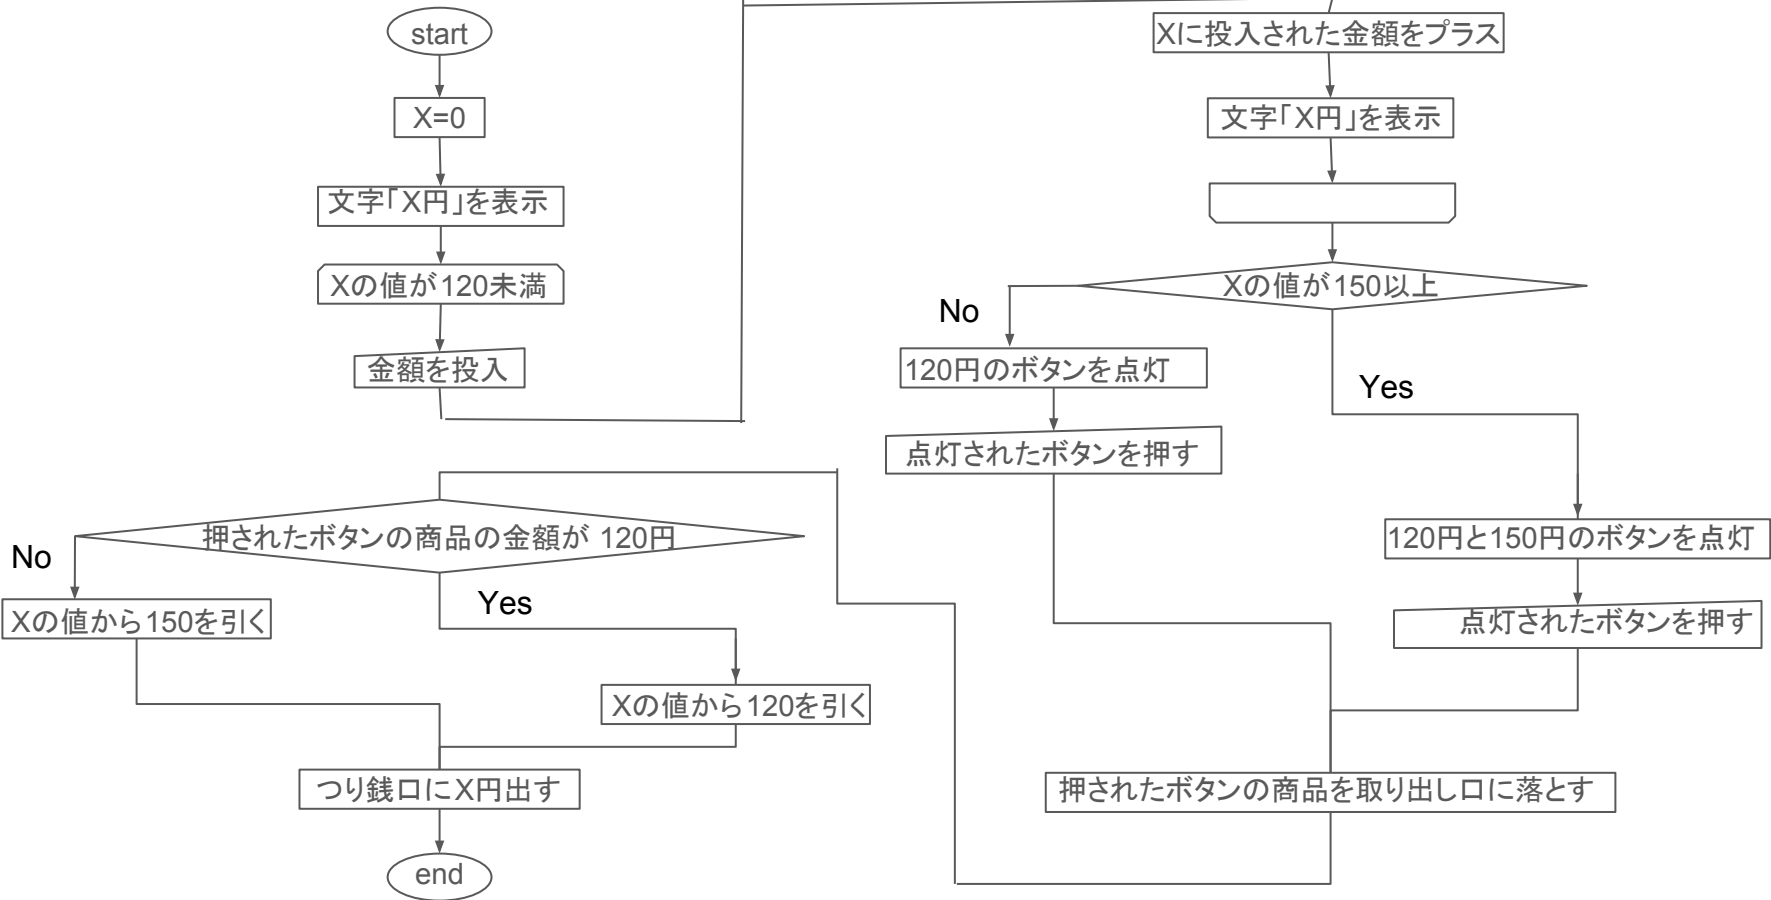 start
X=0
文字「X円」を表示
Xの値が120未満
金額を投入
Xに投入された金額をプラス
文字「X円」を表示
Xの値が150以上
No
Yes
120円のボタンを点灯
点灯されたボタンを押す
120円と150円のボタンを点灯
点灯されたボタンを押す
押されたボタンの商品を取り出し口に落とす
押されたボタンの商品の金額が 120円
No
Yes
Xの値から150を引く
Xの値から120を引く
つり銭口にX円出す
end